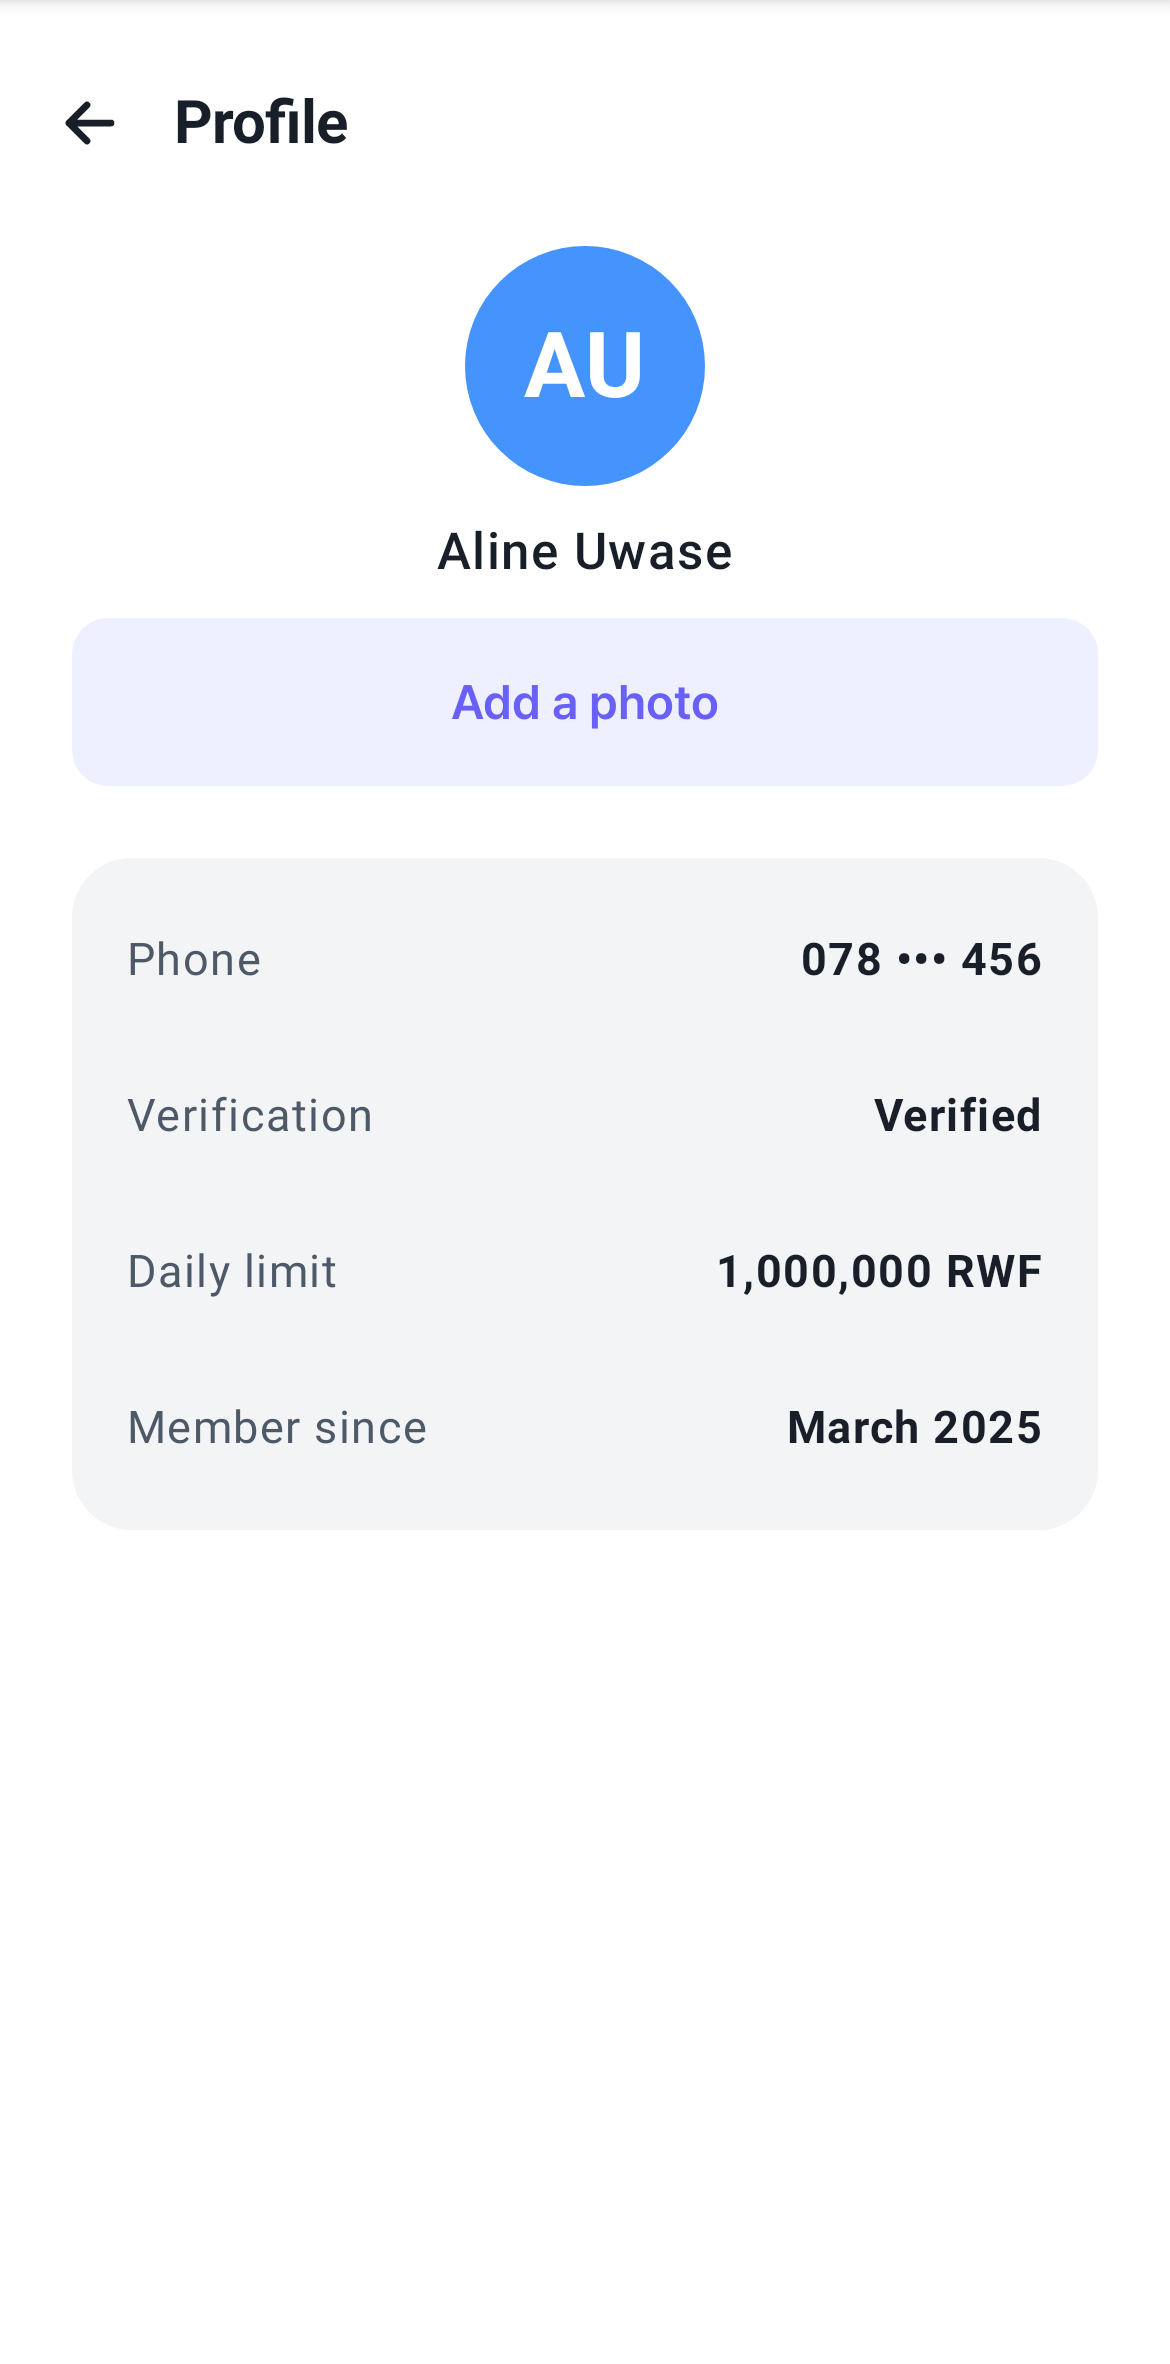 Profile
AU
Aline Uwase
Add a photo
Phone 078 ••• 456
Verification Verified
Daily limit 1,000,000 RWF
Member since March 2025